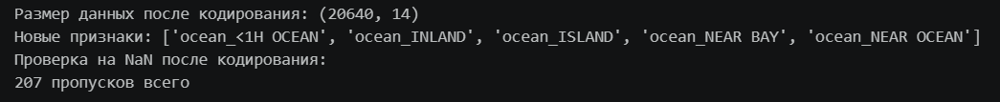 Размер данных после кодирования: (20640, 14)
Новые признаки: ['ocean_<1H OCEAN', 'ocean_INLAND', 'ocean_ISLAND', 'ocean_NEAR BAY', 'ocean_NEAR OCEAN']
Проверка на NaN после кодирования:
207 пропусков всего